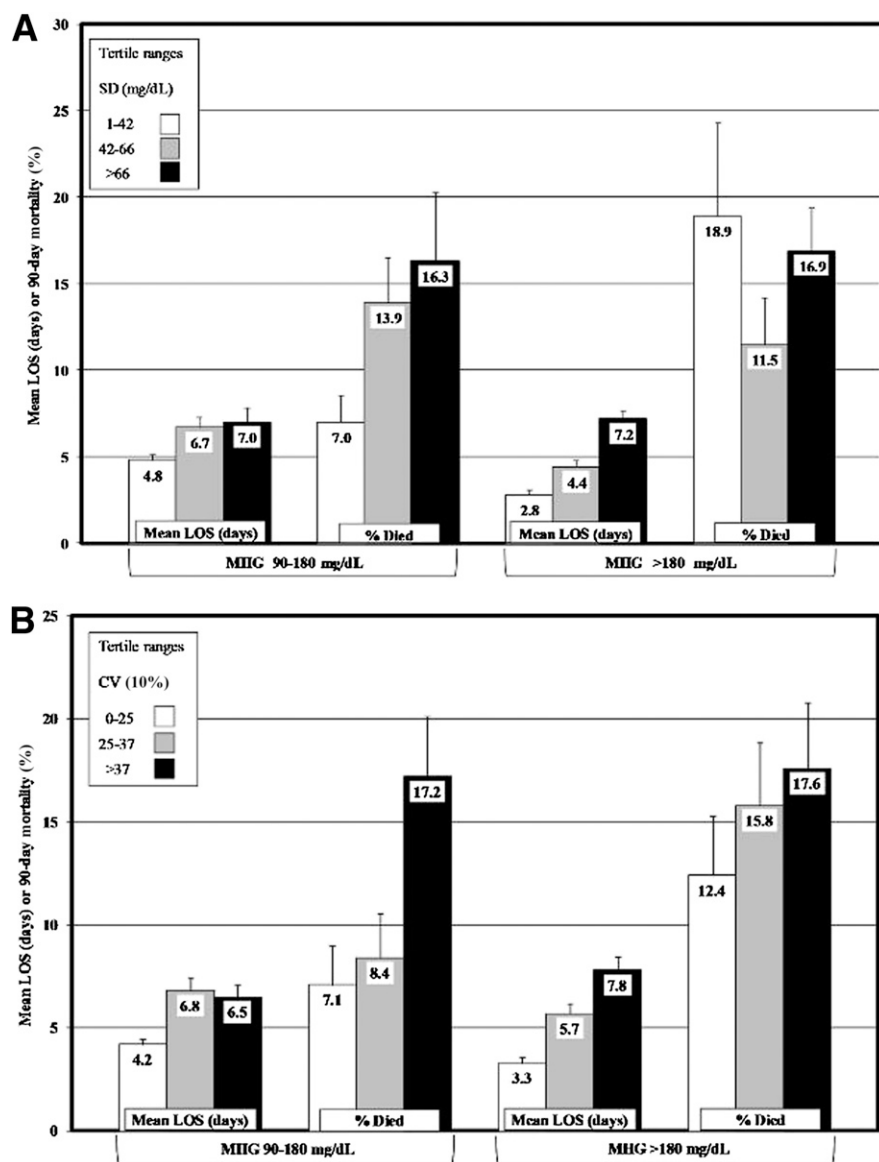 A
30
25
20
15
10
5
0
Mean LOS (days) or 90-day mortality (%)
Tertile ranges
SD (mg/dL)
1-42
42-66
>66
4.8
6.7
7.0
7.0
13.9
16.3
2.8
4.4
7.2
18.9
11.5
16.9
Mean LOS (days)
% Died
Mean LOS (days)
% Died
MHG 90-180 mg/dL
MHG >180 mg/dL
B
25
20
15
10
5
0
Mean LOS (days) or 90-day mortality (%)
Tertile ranges
CV (10%)
0-25
25-37
>37
4.2
6.8
6.5
7.1
8.4
17.2
3.3
5.7
7.8
12.4
15.8
17.6
Mean LOS (days)
% Died
Mean LOS (days)
% Died
MHG 90-180 mg/dL
MHG >180 mg/dL